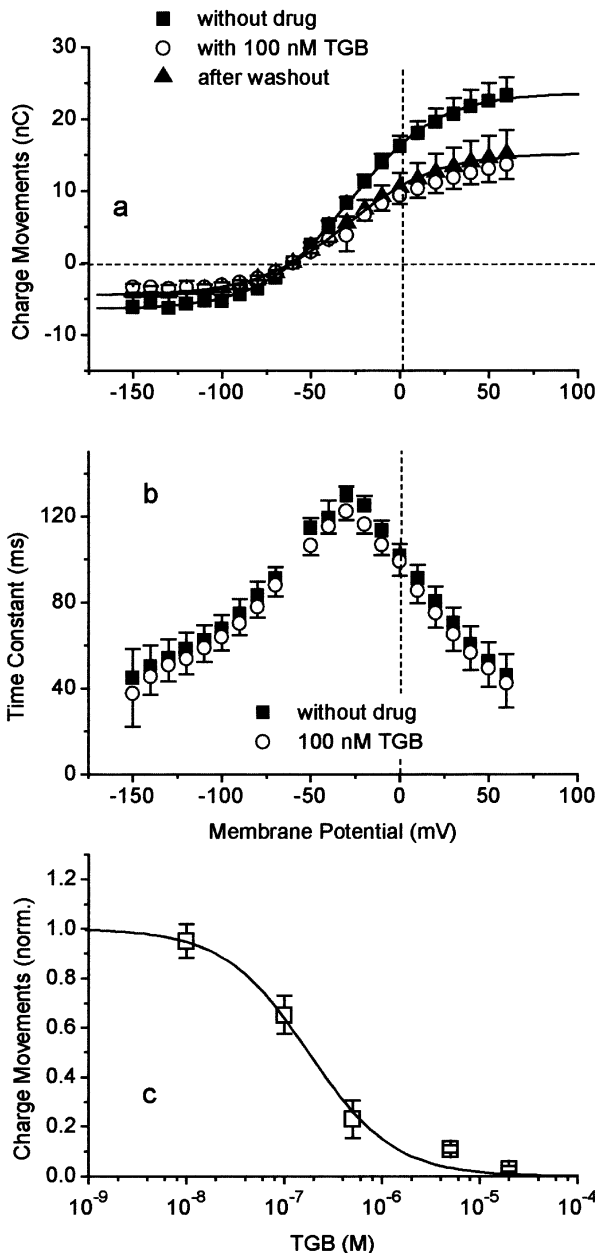 without drug
with 100 nM TGB
after washout
30
20
10
0
-10
Charge Movements (nC)
a
-150 -100 -50 0 50 100
b
120
80
40
0
Time Constant (ms)
without drug
100 nM TGB
-150 -100 -50 0 50 100
Membrane Potential (mV)
1.2
1.0
0.8
0.6
0.4
0.2
0.0
Charge Movements (norm.)
c
10⁻⁹ 10⁻⁸ 10⁻⁷ 10⁻⁶ 10⁻⁵ 10⁻⁴
TGB (M)